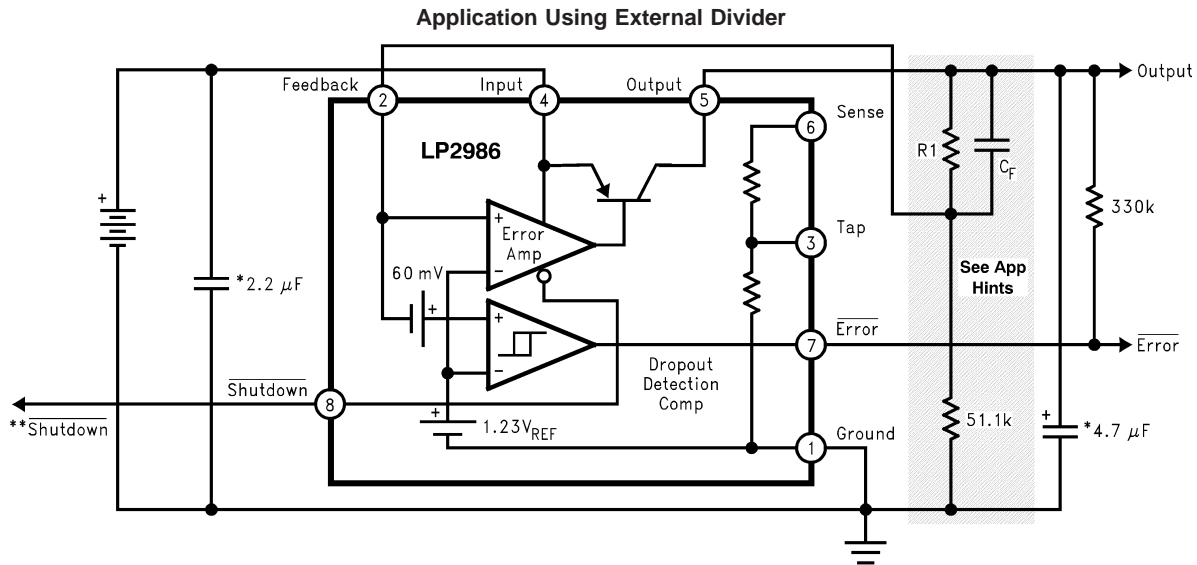 Application Using External Divider
Feedback
2
Input
4
Output
5
Output
6
Sense
LP2986
R1
C_F
330k
+
Error
Amp
−
3
Tap
60 mV
+
+
*2.2 µF
See App
Hints
+
−
7
Error
Error
Dropout
Detection
Comp
Shutdown
8
**Shutdown
+
1.23V_REF
1
Ground
51.1k
+
*4.7 µF